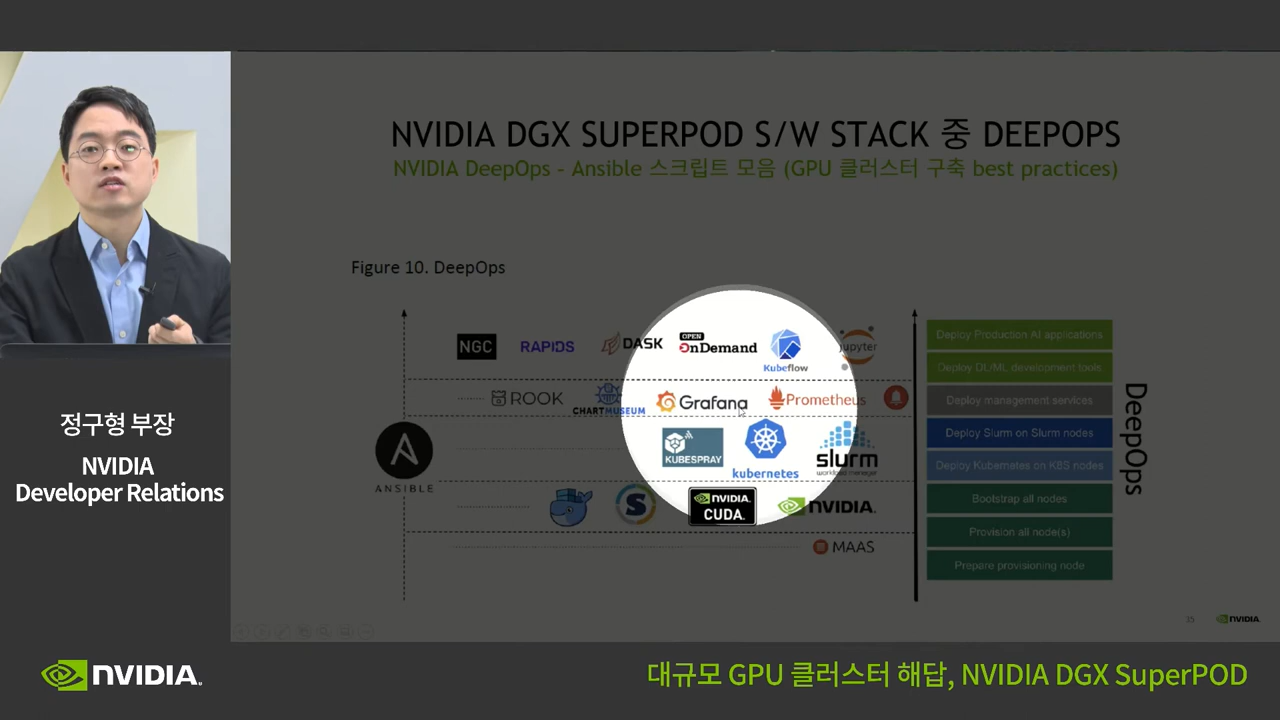 NVIDIA DGX SUPERPOD S/W STACK 중 DEEPOPS
NVIDIA DeepOps – Ansible 스크립트 모음 (GPU 클러스터 구축 best practices)
Figure 10. DeepOps
NGC RAPIDS DASK OPEN OnDemand Kubeflow jupyter
ROOK CHARTMUSEUM Grafana Prometheus
ANSIBLE
KUBESPRAY kubernetes slurm workload manager
NVIDIA. CUDA. NVIDIA.
MAAS
Deploy Production AI applications
Deploy DL/ML development tools
Deploy management services
Deploy Slurm on Slurm nodes
Deploy Kubernetes on K8S nodes
Bootstrap all nodes
Provision all node(s)
Prepare provisioning node
DeepOps
35 NVIDIA.
정구형 부장
NVIDIA
Developer Relations
NVIDIA.
대규모 GPU 클러스터 해답, NVIDIA DGX SuperPOD